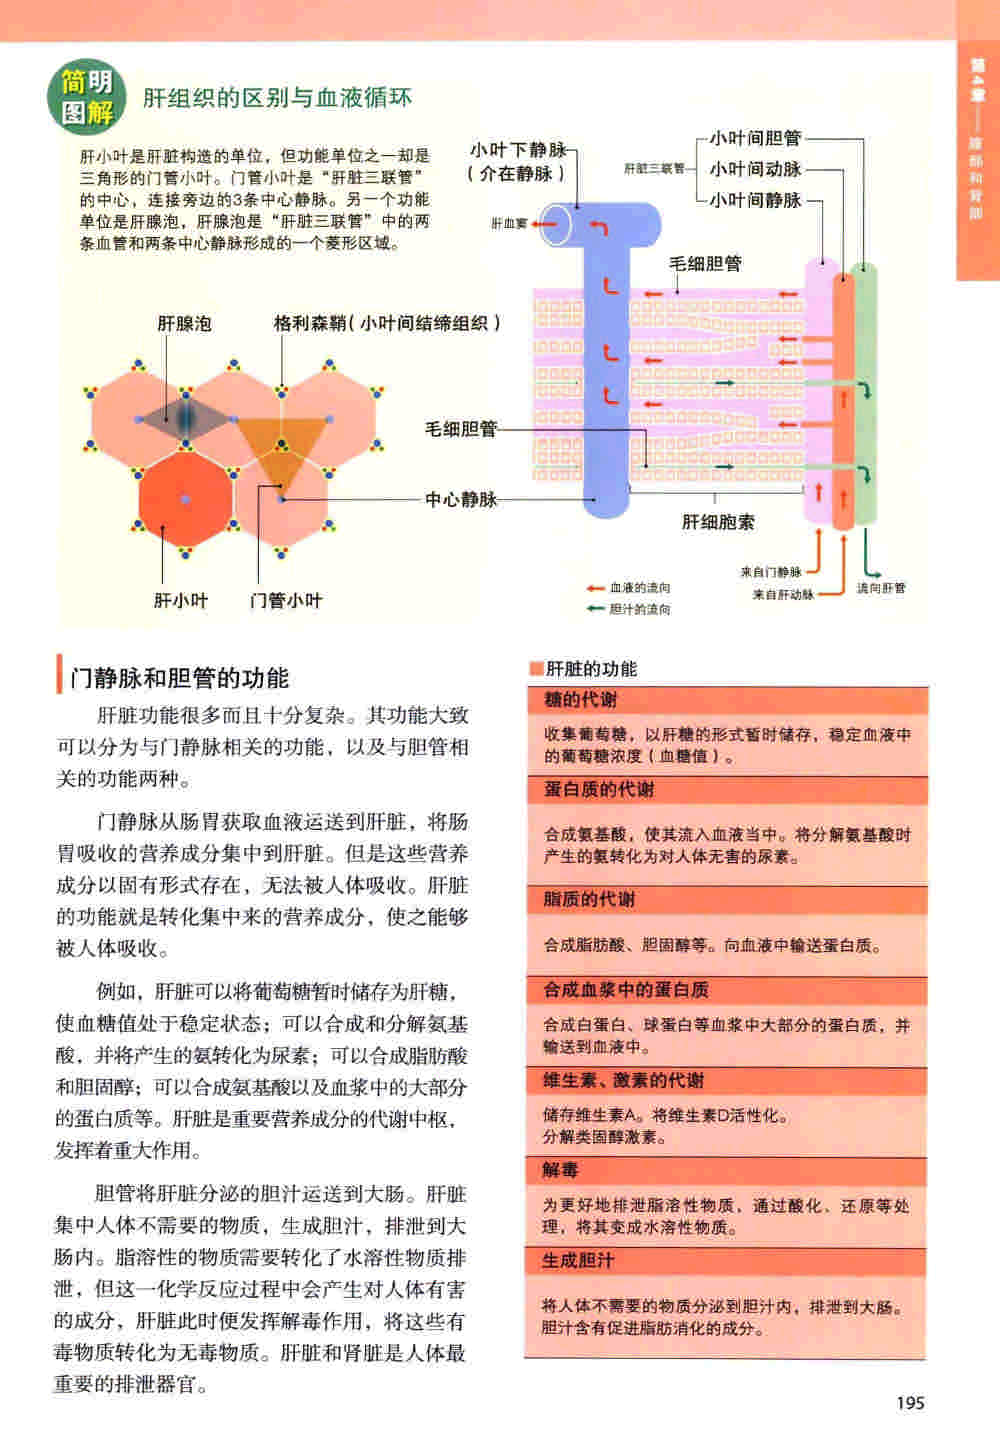 第4章——腹部和背部
简明
图解
肝组织的区别与血液循环
肝小叶是肝脏构造的单位，但功能单位之一却是
三角形的门管小叶。门管小叶是“肝脏三联管”
的中心，连接旁边的3条中心静脉。另一个功能
单位是肝腺泡，肝腺泡是“肝脏三联管”中的两
条血管和两条中心静脉形成的一个菱形区域。
肝腺泡
格利森鞘（小叶间结缔组织）
肝小叶
门管小叶
小叶下静脉
（介在静脉）
肝血窦
肝脏三联管
小叶间胆管
小叶间动脉
小叶间静脉
毛细胆管
毛细胆管
中心静脉
肝细胞索
来自门静脉
来自肝动脉
流向肝管
血液的流向
胆汁的流向
门静脉和胆管的功能
肝脏功能很多而且十分复杂。其功能大致
可以分为与门静脉相关的功能，以及与胆管相
关的功能两种。
门静脉从肠胃获取血液运送到肝脏，将肠
胃吸收的营养成分集中到肝脏。但是这些营养
成分以固有形式存在，无法被人体吸收。肝脏
的功能就是转化集中来的营养成分，使之能够
被人体吸收。
例如，肝脏可以将葡萄糖暂时储存为肝糖，
使血糖值处于稳定状态；可以合成和分解氨基
酸，并将产生的氨转化为尿素；可以合成脂肪酸
和胆固醇；可以合成氨基酸以及血浆中的大部分
的蛋白质等。肝脏是重要营养成分的代谢中枢，
发挥着重大作用。
胆管将肝脏分泌的胆汁运送到大肠。肝脏
集中人体不需要的物质，生成胆汁，排泄到大
肠内。脂溶性的物质需要转化了水溶性物质排
泄，但这一化学反应过程中会产生对人体有害
的成分，肝脏此时便发挥解毒作用，将这些有
毒物质转化为无毒物质。肝脏和肾脏是人体最
重要的排泄器官。
肝脏的功能
糖的代谢
收集葡萄糖，以肝糖的形式暂时储存，稳定血液中
的葡萄糖浓度（血糖值）。
蛋白质的代谢
合成氨基酸，使其流入血液当中。将分解氨基酸时
产生的氨转化为对人体无害的尿素。
脂质的代谢
合成脂肪酸、胆固醇等。向血液中输送蛋白质。
合成血浆中的蛋白质
合成白蛋白、球蛋白等血浆中大部分的蛋白质，并
输送到血液中。
维生素、激素的代谢
储存维生素A。将维生素D活性化。
分解类固醇激素。
解毒
为更好地排泄脂溶性物质，通过酸化、还原等处
理，将其变成水溶性物质。
生成胆汁
将人体不需要的物质分泌到胆汁内，排泄到大肠。
胆汁含有促进脂肪消化的成分。
195